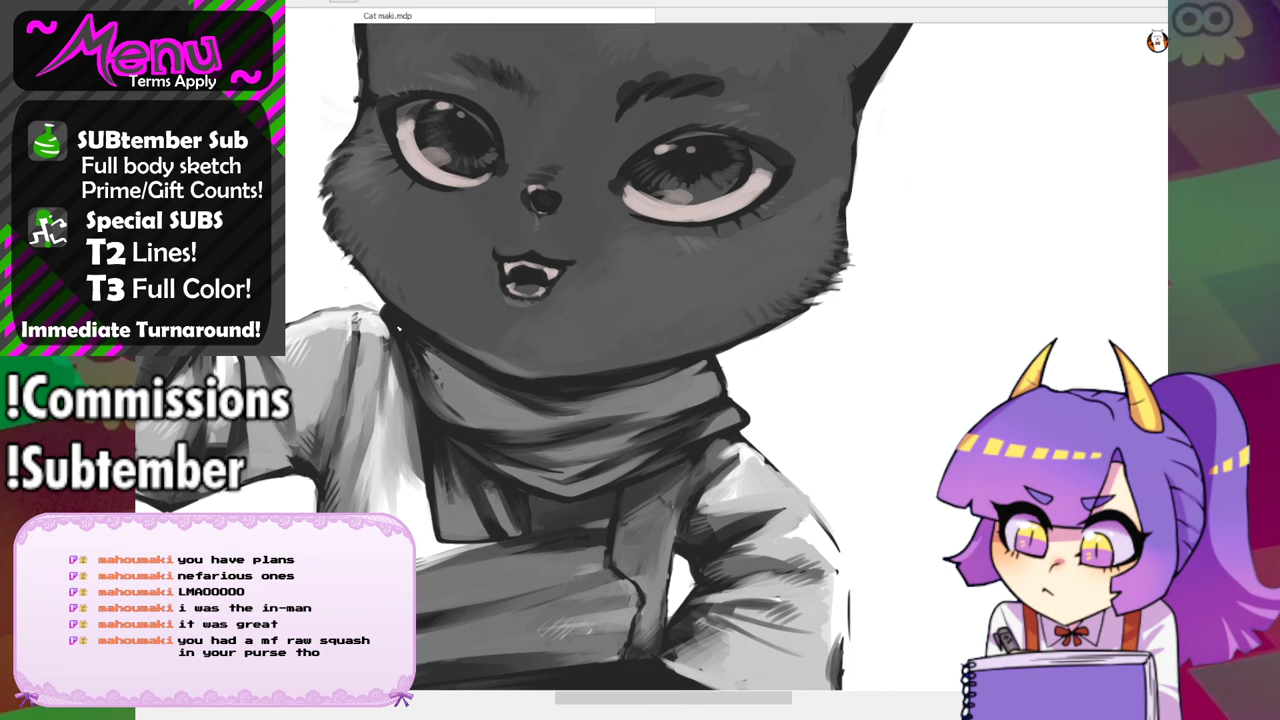 Cat maki.mdp
~Menu~
Terms Apply
SUBtember Sub
Full body sketch
Prime/Gift Counts!
Special SUBS
T2 Lines!
T3 Full Color!
Immediate Turnaround!
!Commissions
!Subtember
mahoumaki you have plans
mahoumaki nefarious ones
mahoumaki LMAOOOOO
mahoumaki i was the in-man
mahoumaki it was great
mahoumaki you had a mf raw squash
in your purse tho